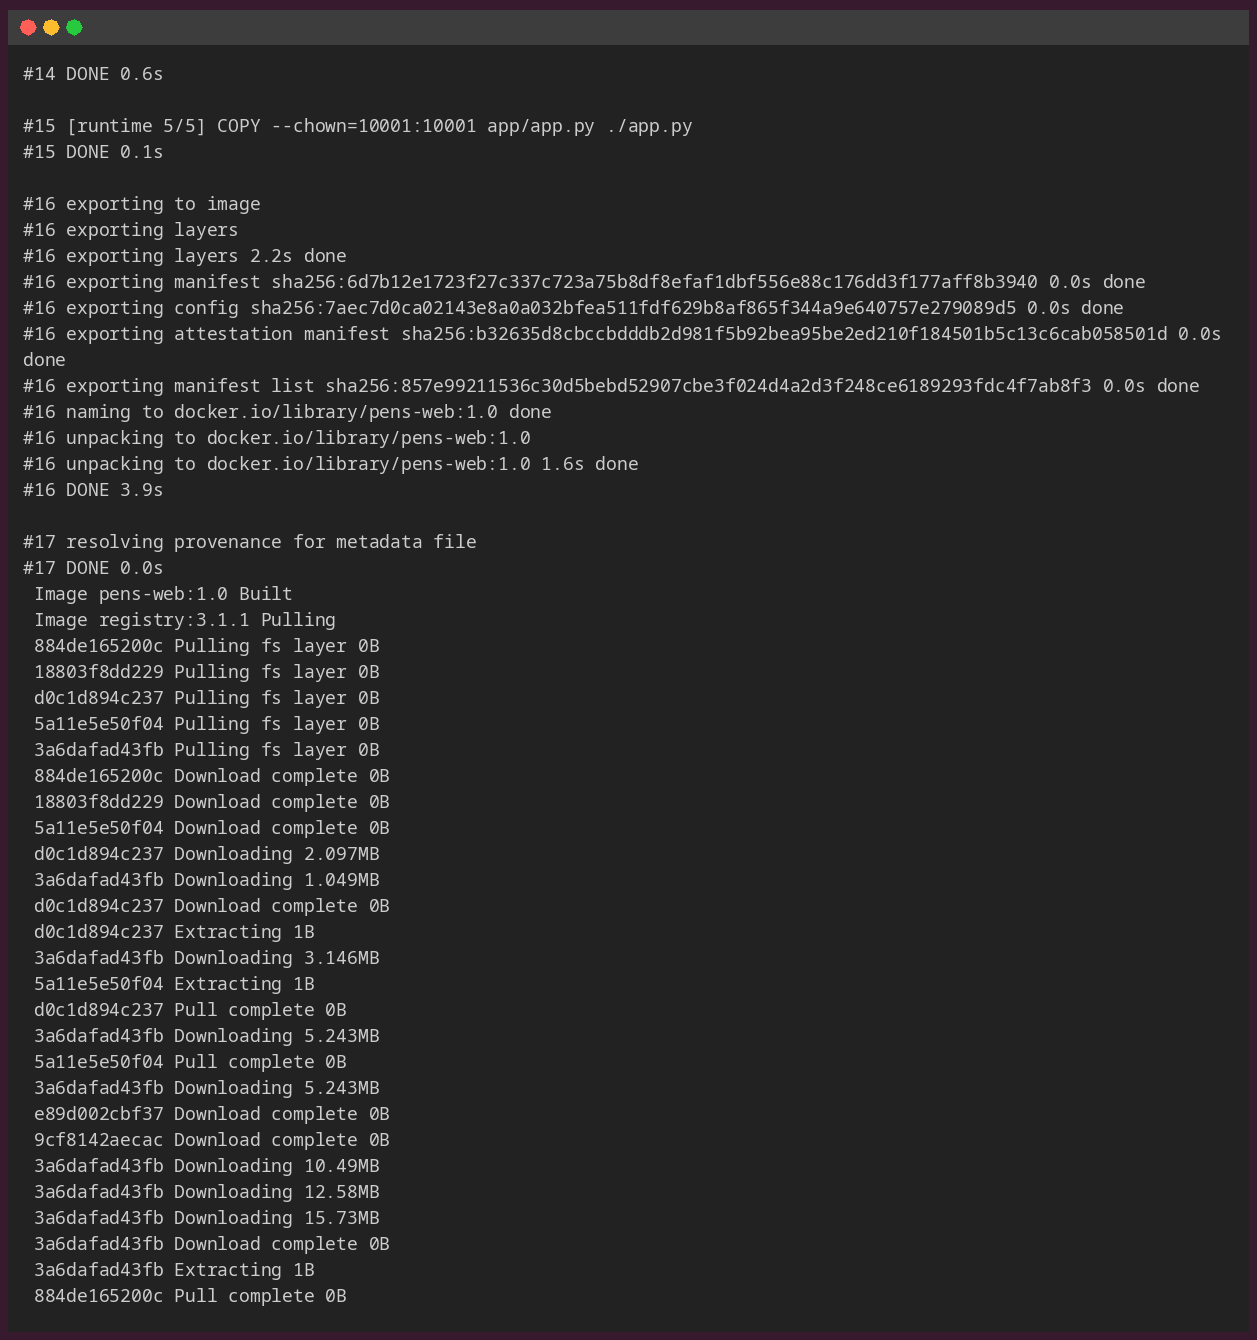 #14 DONE 0.6s
#15 [runtime 5/5] COPY --chown=10001:10001 app/app.py ./app.py
#15 DONE 0.1s
#16 exporting to image
#16 exporting layers
#16 exporting layers 2.2s done
#16 exporting manifest sha256:6d7b12e1723f27c337c723a75b8df8efaf1dbf556e88c176dd3f177aff8b3940 0.0s done
#16 exporting config sha256:7aec7d0ca02143e8a0a032bfea511fdf629b8af865f344a9e640757e279089d5 0.0s done
#16 exporting attestation manifest sha256:b32635d8cbccbdddb2d981f5b92bea95be2ed210f184501b5c13c6cab058501d 0.0s
done
#16 exporting manifest list sha256:857e99211536c30d5bebd52907cbe3f024d4a2d3f248ce6189293fdc4f7ab8f3 0.0s done
#16 naming to docker.io/library/pens-web:1.0 done
#16 unpacking to docker.io/library/pens-web:1.0
#16 unpacking to docker.io/library/pens-web:1.0 1.6s done
#16 DONE 3.9s
#17 resolving provenance for metadata file
#17 DONE 0.0s
Image pens-web:1.0 Built
Image registry:3.1.1 Pulling
884de165200c Pulling fs layer 0B
18803f8dd229 Pulling fs layer 0B
d0c1d894c237 Pulling fs layer 0B
5a11e5e50f04 Pulling fs layer 0B
3a6dafad43fb Pulling fs layer 0B
884de165200c Download complete 0B
18803f8dd229 Download complete 0B
5a11e5e50f04 Download complete 0B
d0c1d894c237 Downloading 2.097MB
3a6dafad43fb Downloading 1.049MB
d0c1d894c237 Download complete 0B
d0c1d894c237 Extracting 1B
3a6dafad43fb Downloading 3.146MB
5a11e5e50f04 Extracting 1B
d0c1d894c237 Pull complete 0B
3a6dafad43fb Downloading 5.243MB
5a11e5e50f04 Pull complete 0B
3a6dafad43fb Downloading 5.243MB
e89d002cbf37 Download complete 0B
9cf8142aecac Download complete 0B
3a6dafad43fb Downloading 10.49MB
3a6dafad43fb Downloading 12.58MB
3a6dafad43fb Downloading 15.73MB
3a6dafad43fb Download complete 0B
3a6dafad43fb Extracting 1B
884de165200c Pull complete 0B